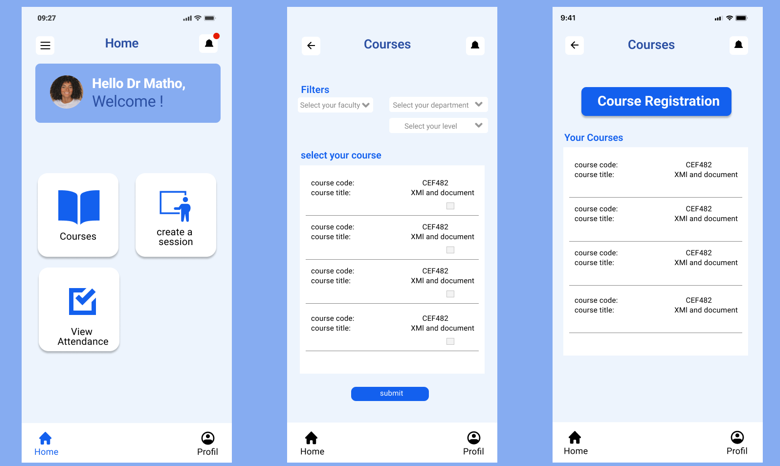 09:27
Home
Hello Dr Matho,
Welcome !
Courses
create a
session
View
Attendance
Home
Profil
Courses
Filters
Select your faculty
Select your department
Select your level
select your course
course code: CEF482
course title: XMl and document
course code: CEF482
course title: XMl and document
course code: CEF482
course title: XMl and document
course code: CEF482
course title: XMl and document
submit
Home
Profil
9:41
Courses
Course Registration
Your Courses
course code: CEF482
course title: XMl and document
course code: CEF482
course title: XMl and document
course code: CEF482
course title: XMl and document
course code: CEF482
course title: XMl and document
Home
Profil